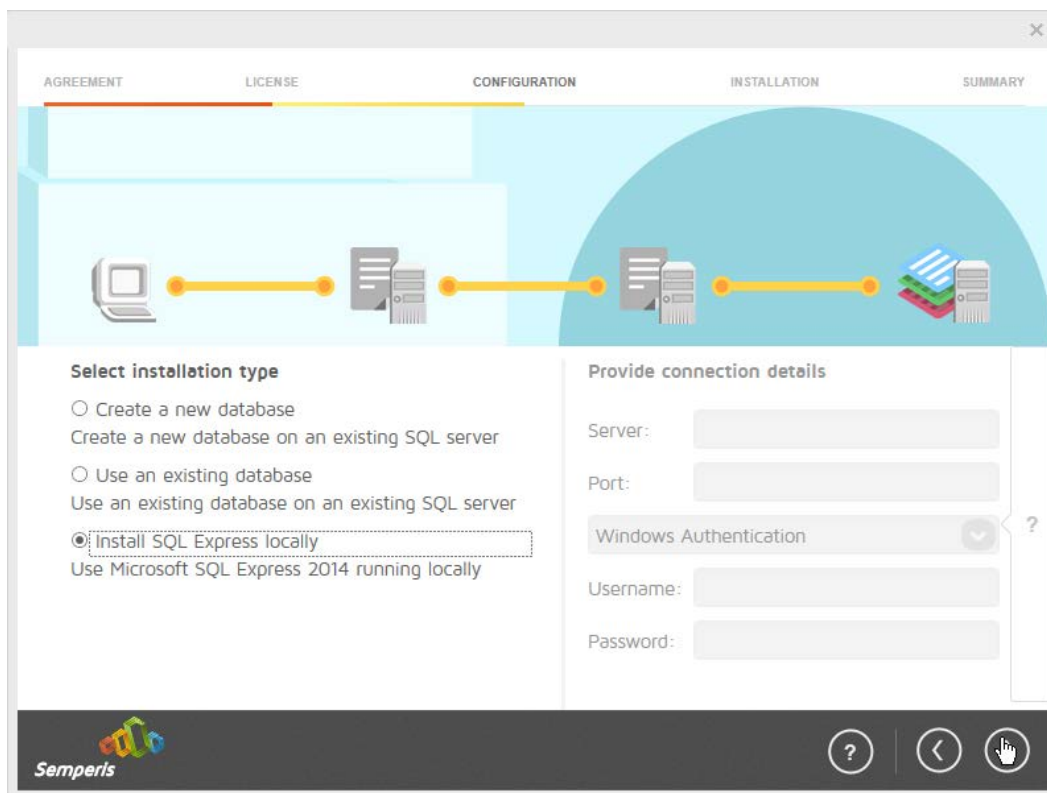 AGREEMENT LICENSE CONFIGURATION INSTALLATION SUMMARY
Select installation type
Create a new database
Create a new database on an existing SQL server
Use an existing database
Use an existing database on an existing SQL server
Install SQL Express locally
Use Microsoft SQL Express 2014 running locally
Provide connection details
Server:
Port:
Windows Authentication
?
Username:
Password:
Semperis
?